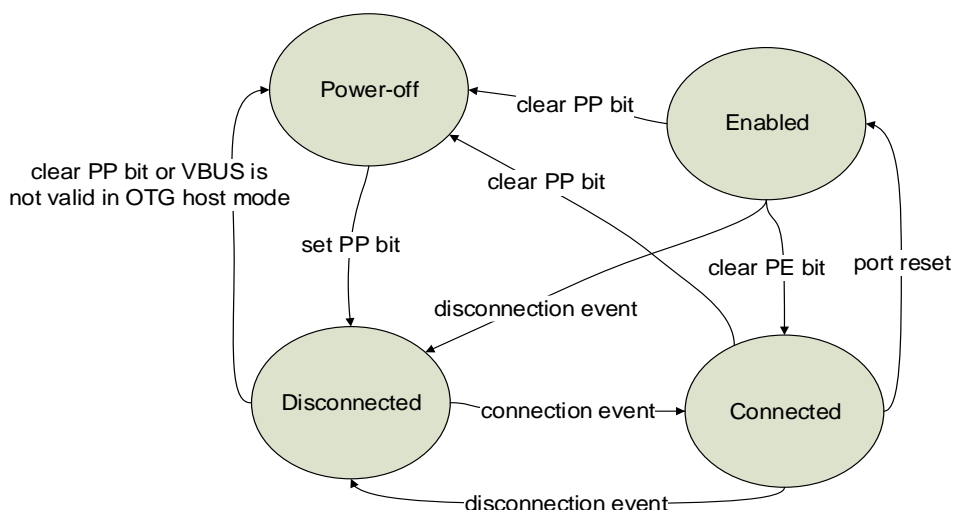 Power-off
Enabled
clear PP bit
clear PP bit or VBUS is
not valid in OTG host mode
clear PP bit
set PP bit
clear PE bit
port reset
disconnection event
Disconnected
connection event
Connected
disconnection event